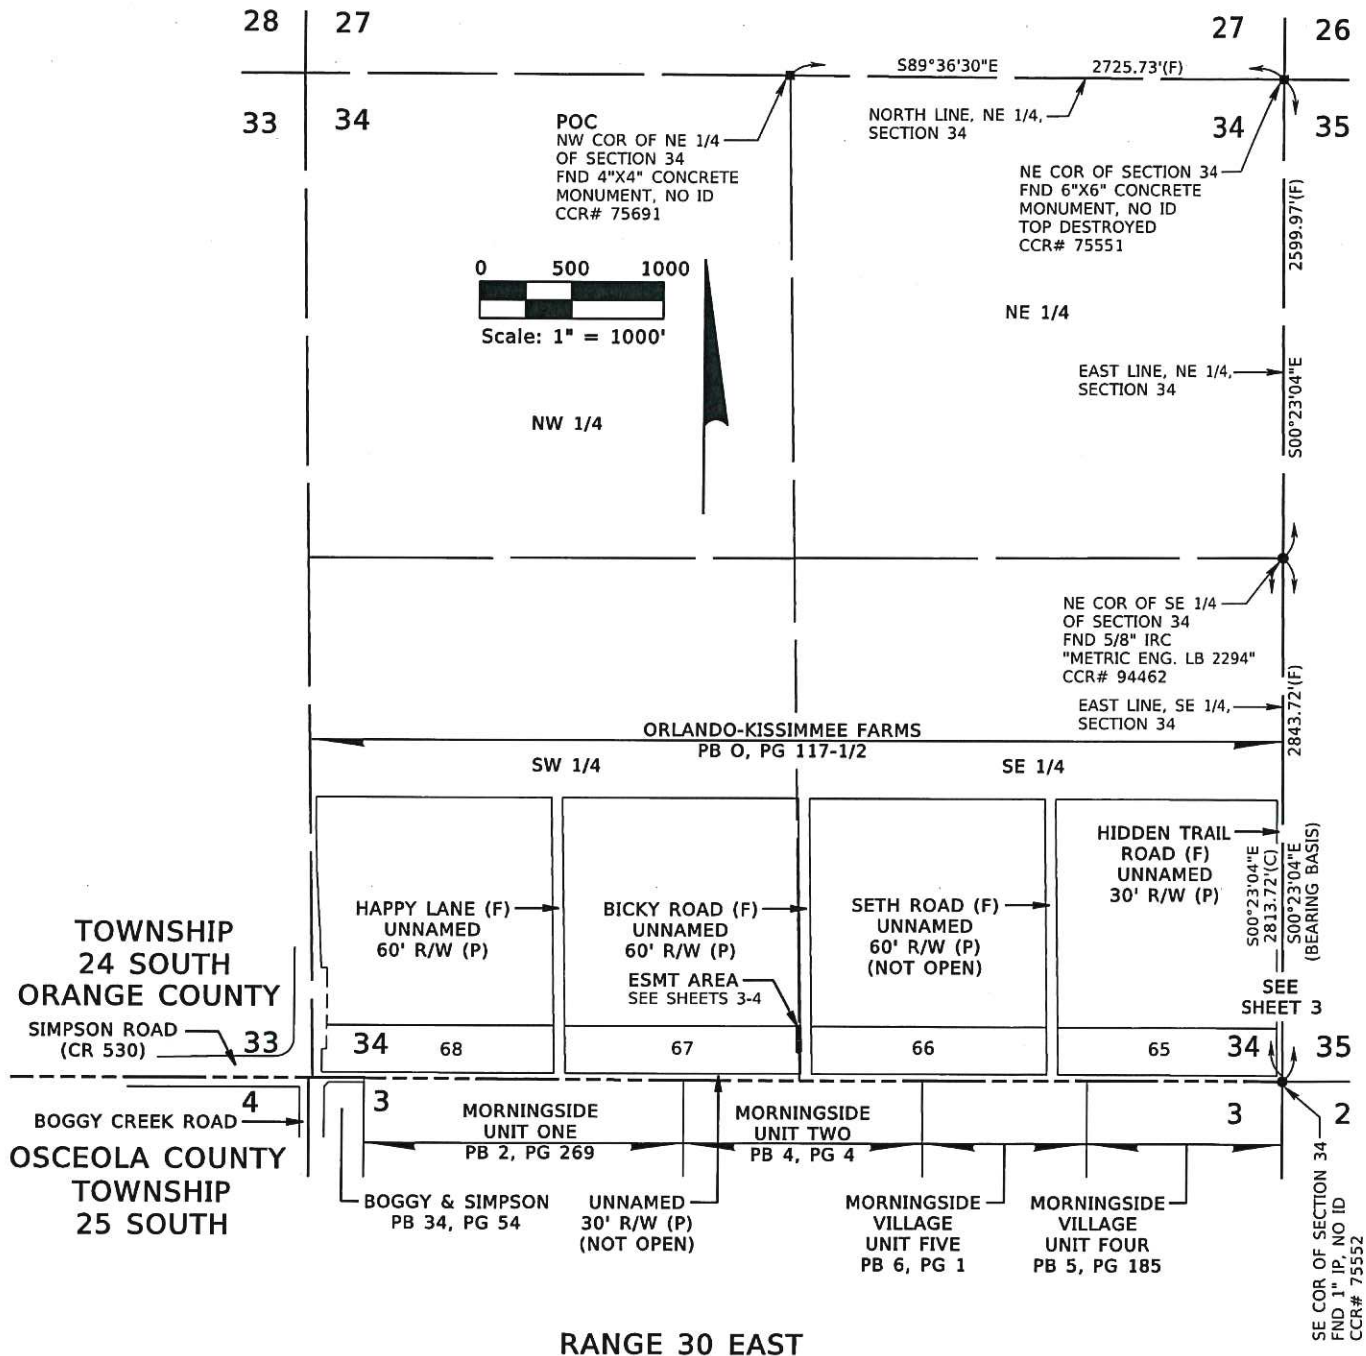 28
27
27
26
S89°36'30"E
2725.73'(F)
33
34
POC
NW COR OF NE 1/4
OF SECTION 34
FND 4"X4" CONCRETE
MONUMENT, NO ID
CCR# 75691
NORTH LINE, NE 1/4,
SECTION 34
34
35
NE COR OF SECTION 34
FND 6"X6" CONCRETE
MONUMENT, NO ID
TOP DESTROYED
CCR# 75551
2599.97'(F)
S00°23'04"E
0
500
1000
Scale: 1" = 1000'
NE 1/4
EAST LINE, NE 1/4,
SECTION 34
NW 1/4
NE COR OF SE 1/4
OF SECTION 34
FND 5/8" IRC
"METRIC ENG. LB 2294"
CCR# 94462
EAST LINE, SE 1/4,
SECTION 34
2843.72'(F)
S00°23'04"E
(BEARING BASIS)
ORLANDO-KISSIMMEE FARMS
PB O, PG 117-1/2
SW 1/4
SE 1/4
HAPPY LANE (F)
UNNAMED
60' R/W (P)
BICKY ROAD (F)
UNNAMED
60' R/W (P)
ESMT AREA
SEE SHEETS 3-4
SETH ROAD (F)
UNNAMED
60' R/W (P)
(NOT OPEN)
HIDDEN TRAIL
ROAD (F)
UNNAMED
30' R/W (P)
S00°23'04"E
2813.72'(C)
SEE
SHEET 3
TOWNSHIP
24 SOUTH
ORANGE COUNTY
SIMPSON ROAD
(CR 530)
33
34
68
67
66
65
34
35
4
3
3
2
BOGGY CREEK ROAD
OSCEOLA COUNTY
TOWNSHIP
25 SOUTH
MORNINGSIDE
UNIT ONE
PB 2, PG 269
MORNINGSIDE
UNIT TWO
PB 4, PG 4
BOGGY & SIMPSON
PB 34, PG 54
UNNAMED
30' R/W (P)
(NOT OPEN)
MORNINGSIDE
VILLAGE
UNIT FIVE
PB 6, PG 1
MORNINGSIDE
VILLAGE
UNIT FOUR
PB 5, PG 185
SE COR OF SECTION 34
FND 1" IP, NO ID
CCR# 75552
RANGE 30 EAST